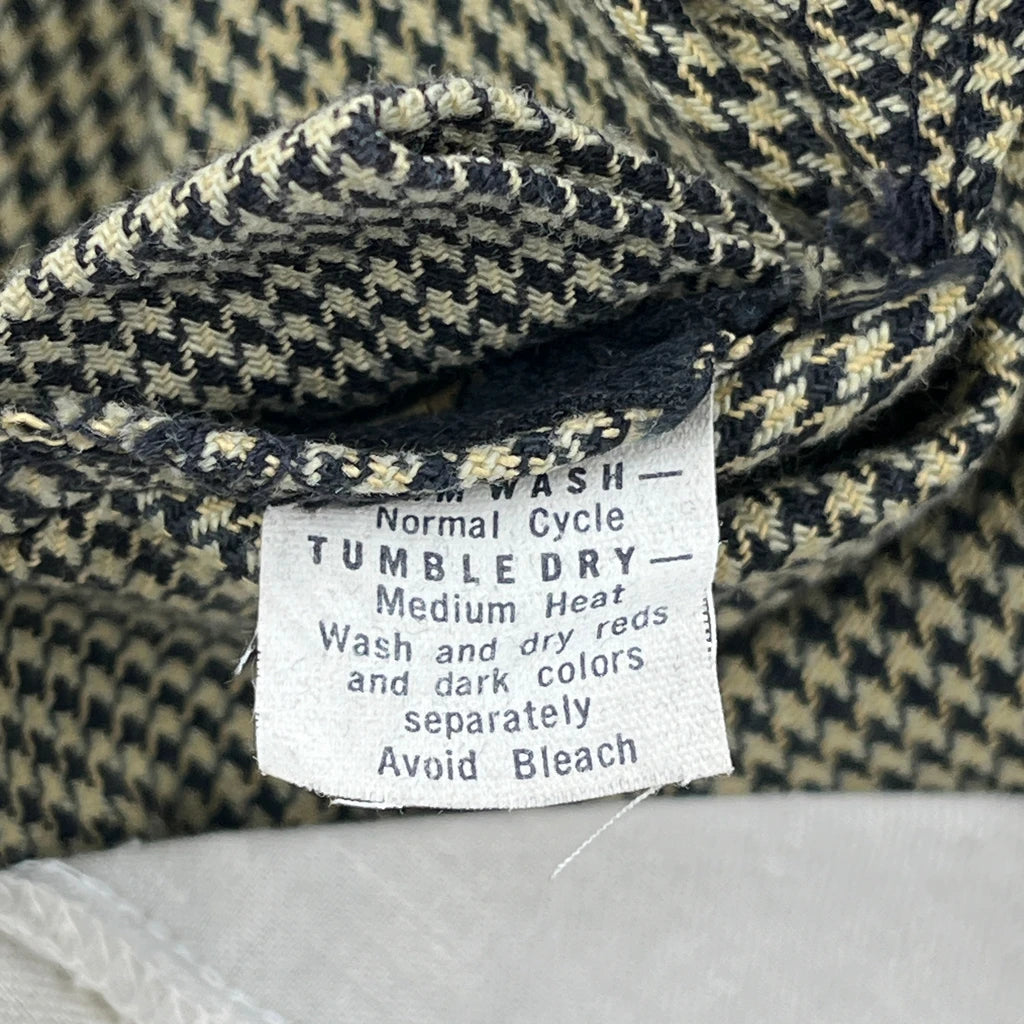 WASH—
Normal Cycle
TUMBLE DRY—
Medium Heat
Wash and dry reds
and dark colors
separately
Avoid Bleach